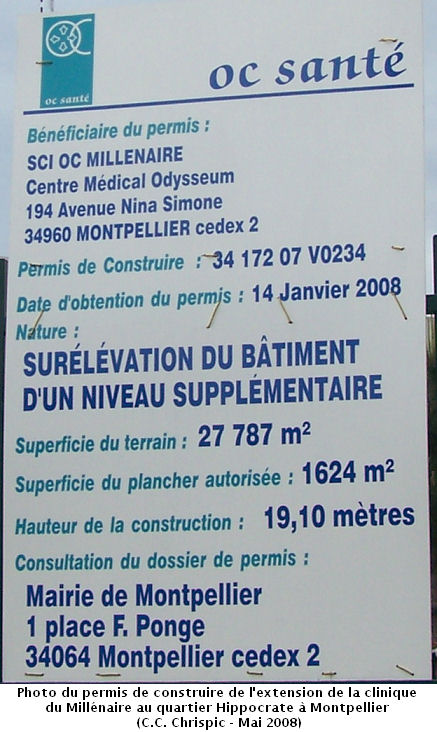 oc santé
oc santé
Bénéficiaire du permis :
SCI OC MILLENAIRE
Centre Médical Odysseum
194 Avenue Nina Simone
34960 MONTPELLIER cedex 2
Permis de Construire : 34 172 07 V0234
Date d'obtention du permis : 14 Janvier 2008
Nature :
SURÉLÉVATION DU BÂTIMENT
D'UN NIVEAU SUPPLÉMENTAIRE
Superficie du terrain : 27 787 m²
Superficie du plancher autorisée : 1624 m²
Hauteur de la construction : 19,10 mètres
Consultation du dossier de permis :
Mairie de Montpellier
1 place F. Ponge
34064 Montpellier cedex 2
Photo du permis de construire de l'extension de la clinique
du Millénaire au quartier Hippocrate à Montpellier
(C.C. Chrispic - Mai 2008)